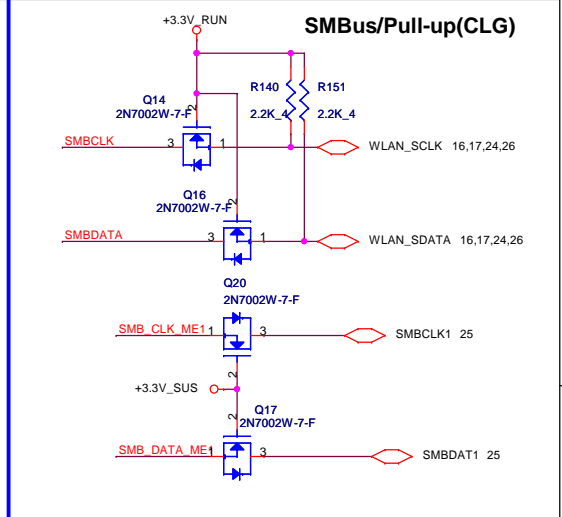 +3.3V_RUN
SMBus/Pull-up(CLG)
R140
R151
2.2K_4
2.2K_4
Q14
2N7002W-7-F
2
SMBCLK
3
1
WLAN_SCLK 16,17,24,26
Q16
2N7002W-7-F
2
SMBDATA
3
1
WLAN_SDATA 16,17,24,26
Q20
2N7002W-7-F
SMB_CLK_ME1
1
3
SMBCLK1 25
2
+3.3V_SUS
2
Q17
2N7002W-7-F
SMB_DATA_ME1
1
3
SMBDAT1 25